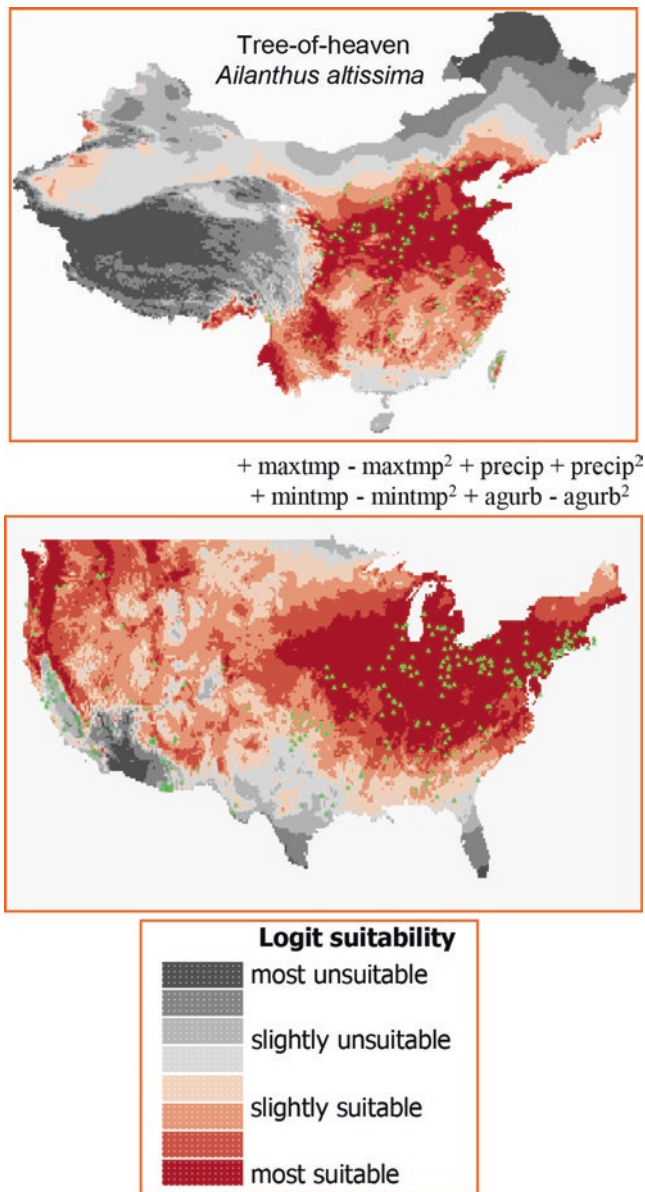 Tree-of-heaven
Ailanthus altissima
+ maxtmp - maxtmp² + precip + precip²
+ mintmp - mintmp² + agurb - agurb²
Logit suitability
most unsuitable
slightly unsuitable
slightly suitable
most suitable